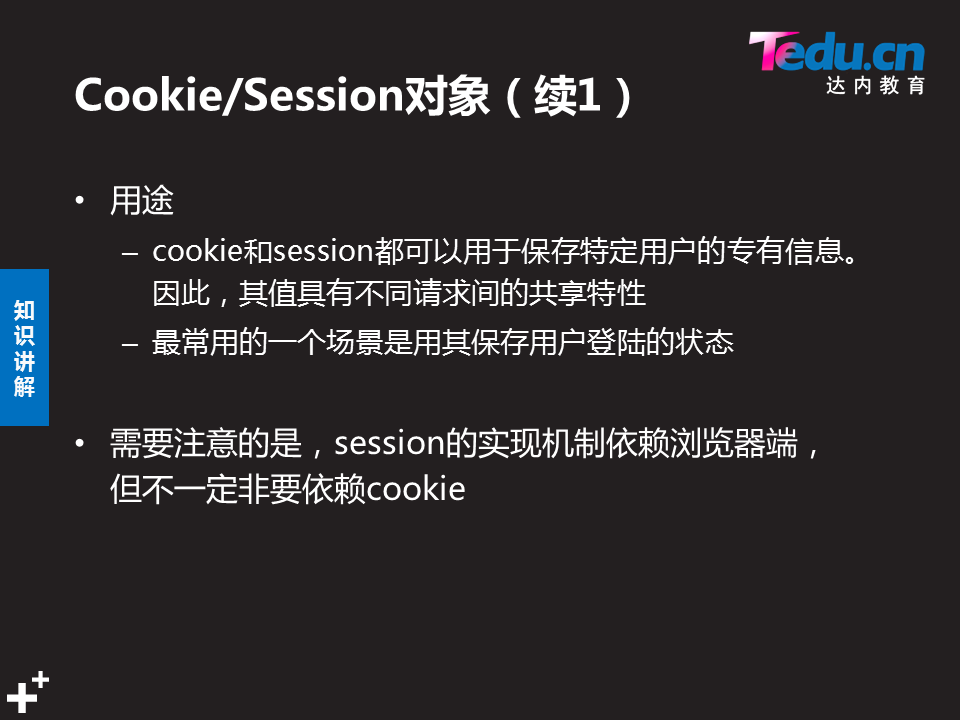 Tedu.cn
达内教育
Cookie/Session对象（续1）
• 用途
– cookie和session都可以用于保存特定用户的专有信息。
因此，其值具有不同请求间的共享特性
– 最常用的一个场景是用其保存用户登陆的状态
知
识
讲
解
• 需要注意的是，session的实现机制依赖浏览器端，
但不一定非要依赖cookie